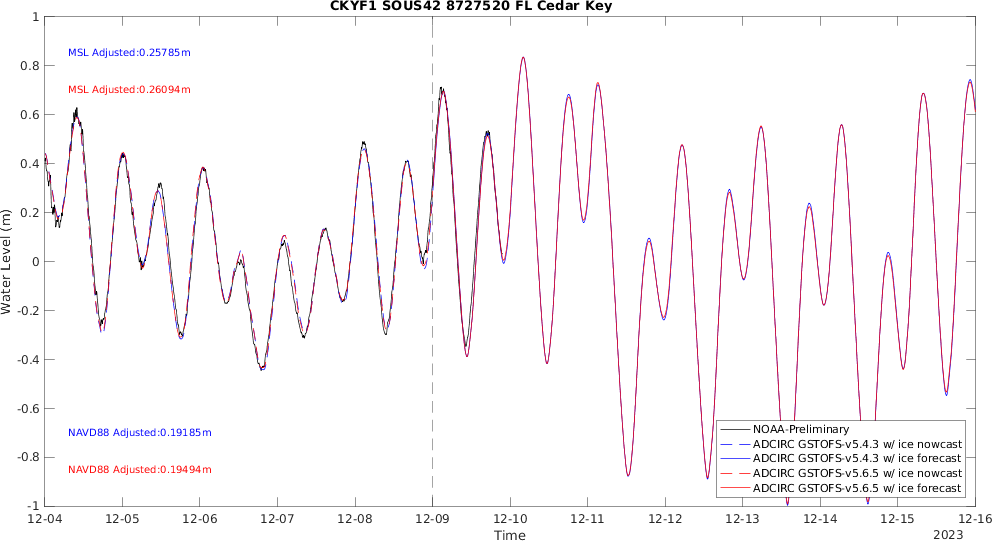 CKYF1 SOUS42 8727520 FL Cedar Key
1
0.8
0.6
0.4
0.2
0
-0.2
-0.4
-0.6
-0.8
-1
Water Level (m)
MSL Adjusted:0.25785m
MSL Adjusted:0.26094m
NAVD88 Adjusted:0.19185m
NAVD88 Adjusted:0.19494m
NOAA-Preliminary
ADCIRC GSTOFS-v5.4.3 w/ ice nowcast
ADCIRC GSTOFS-v5.4.3 w/ ice forecast
ADCIRC GSTOFS-v5.6.5 w/ ice nowcast
ADCIRC GSTOFS-v5.6.5 w/ ice forecast
12-04 12-05 12-06 12-07 12-08 12-09 12-10 12-11 12-12 12-13 12-14 12-15 12-16
Time
2023